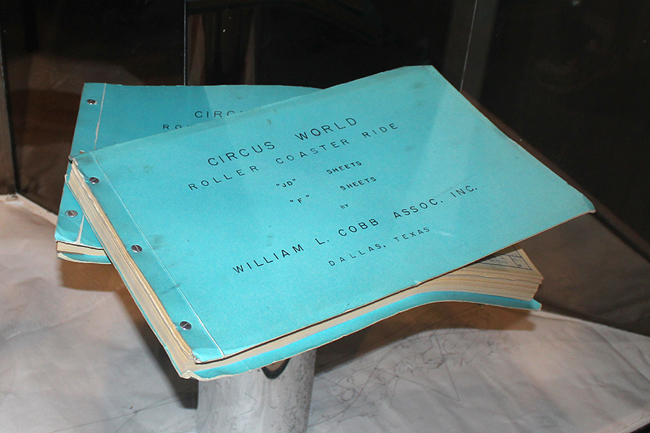 CIRCUS WORLD
ROLLER COASTER RIDE
"JD" SHEETS
"F" SHEETS
BY
WILLIAM L. COBB ASSOC. INC.
DALLAS, TEXAS